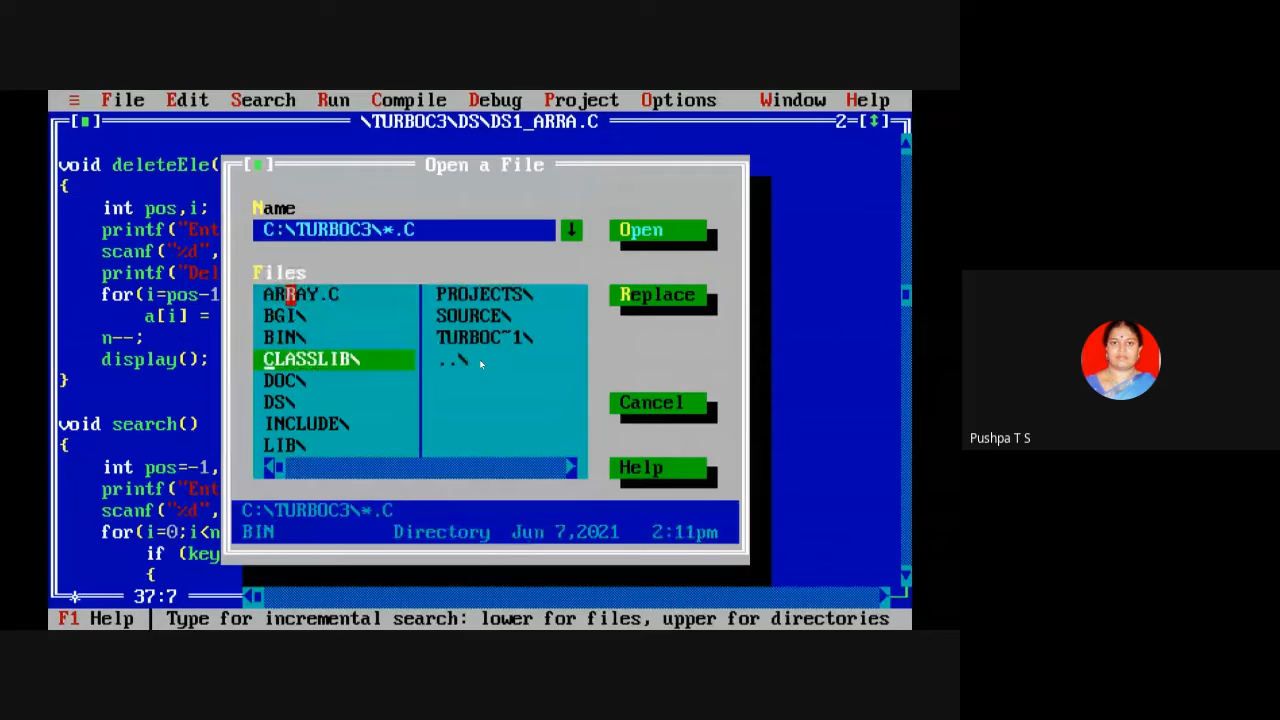 ≡ File Edit Search Run Compile Debug Project Options Window Help
[■] \TURBOC3\DS\DS1_ARRA.C 2=[↕]
void deleteEle(
{
int pos,i;
printf("Ent
scanf("%d",
printf("Del
for(i=pos-1
a[i] =
n--;
display();
}
void search()
{
int pos=-1,
printf("Ent
scanf("%d",
for(i=0;i<n
if (key
{
37:7
[■] Open a File
Name
C:\TURBOC3\*.C ↓
Open
Files
ARRAY.C
BGI\
BIN\
CLASSLIB\
DOC\
DS\
INCLUDE\
LIB\
PROJECTS\
SOURCE\
TURBOC~1\
..\
Replace
Cancel
Help
C:\TURBOC3\*.C
BIN Directory Jun 7,2021 2:11pm
F1 Help │ Type for incremental search: lower for files, upper for directories
Pushpa T S